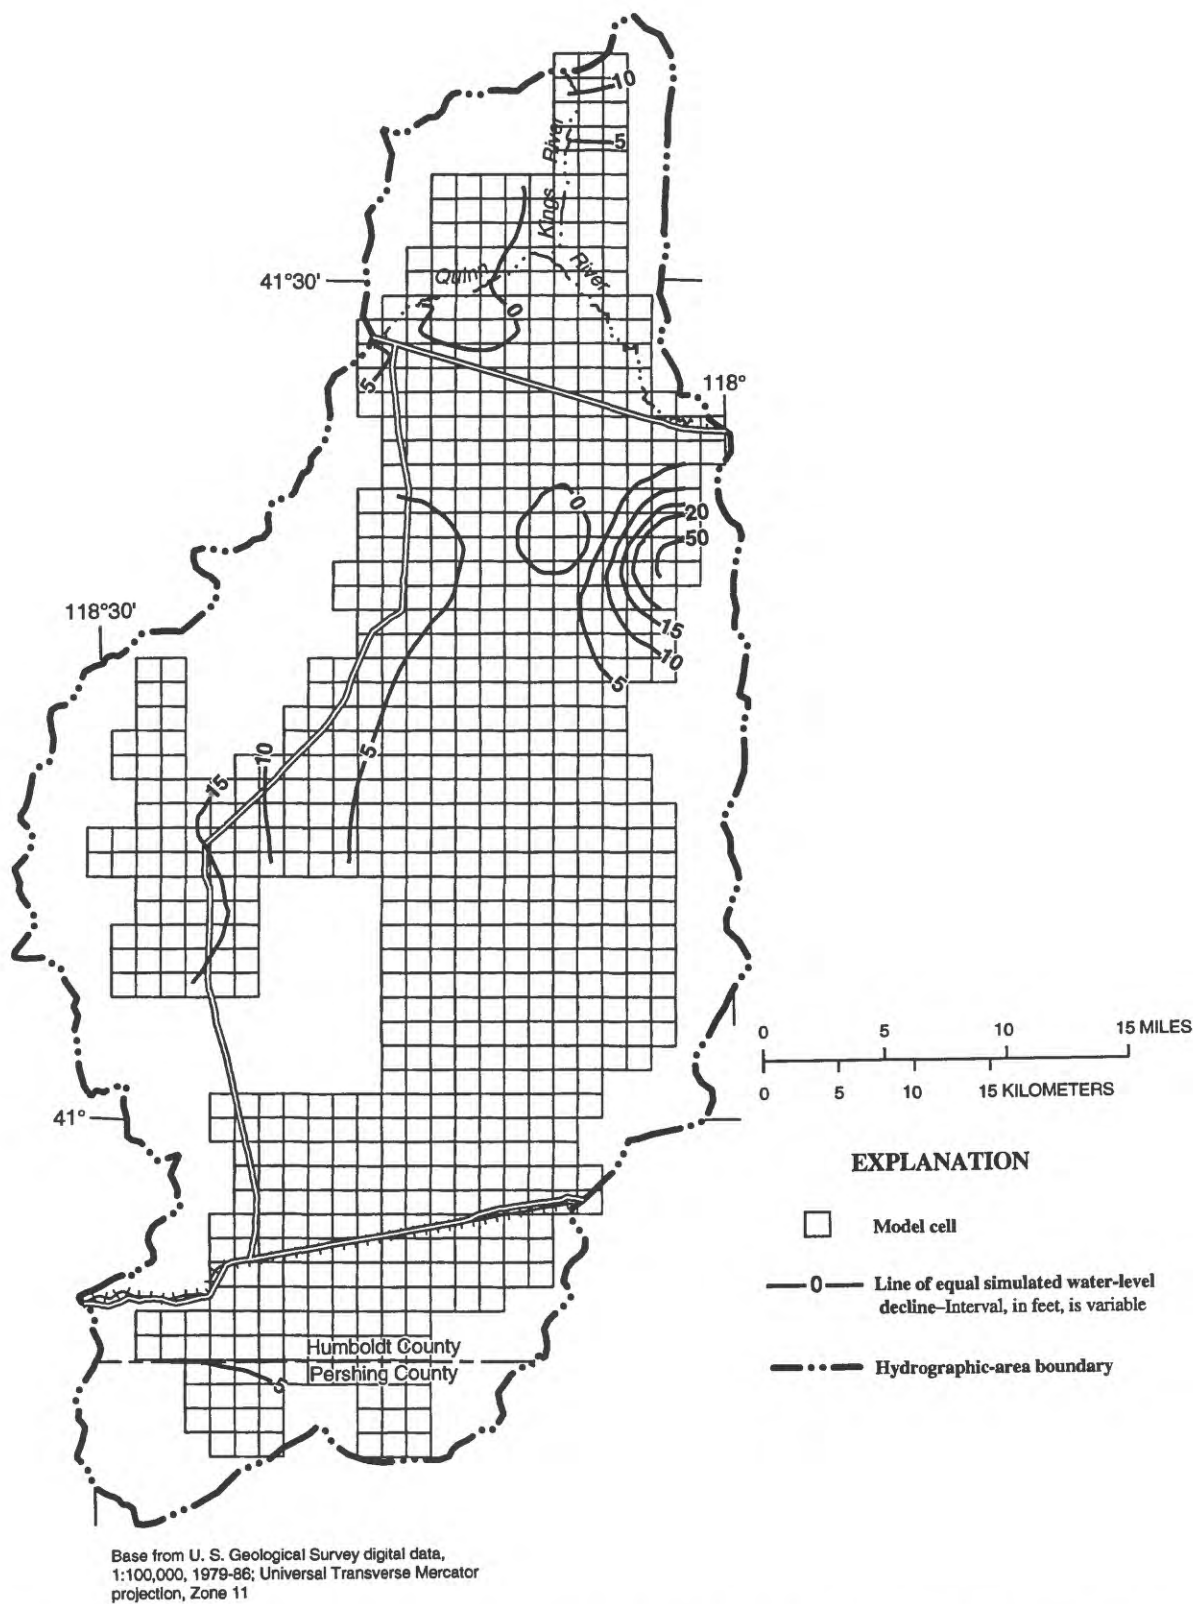 10
River
5
Kings
41°30'
Quinn
River
0
5
118°
0
20
50
118°30'
15
10
5
10
5
15
0 5 10 15 MILES
0 5 10 15 KILOMETERS
41°
EXPLANATION
Model cell
0 Line of equal simulated water-level
decline–Interval, in feet, is variable
Hydrographic-area boundary
Humboldt County
Pershing County
5
Base from U. S. Geological Survey digital data,
1:100,000, 1979-86; Universal Transverse Mercator
projection, Zone 11